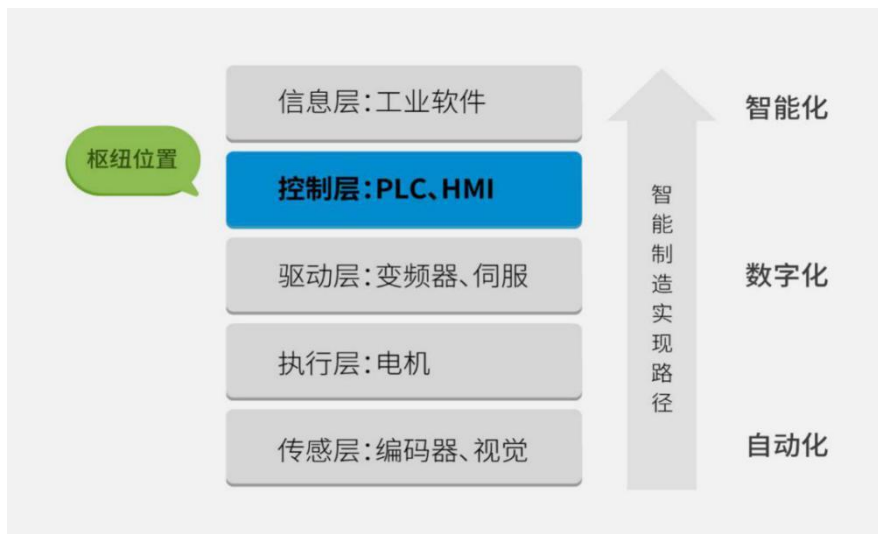 信息层:工业软件
智能化
枢纽位置
控制层:PLC、HMI
驱动层:变频器、伺服
数字化
执行层:电机
传感层:编码器、视觉
自动化
智能制造实现路径